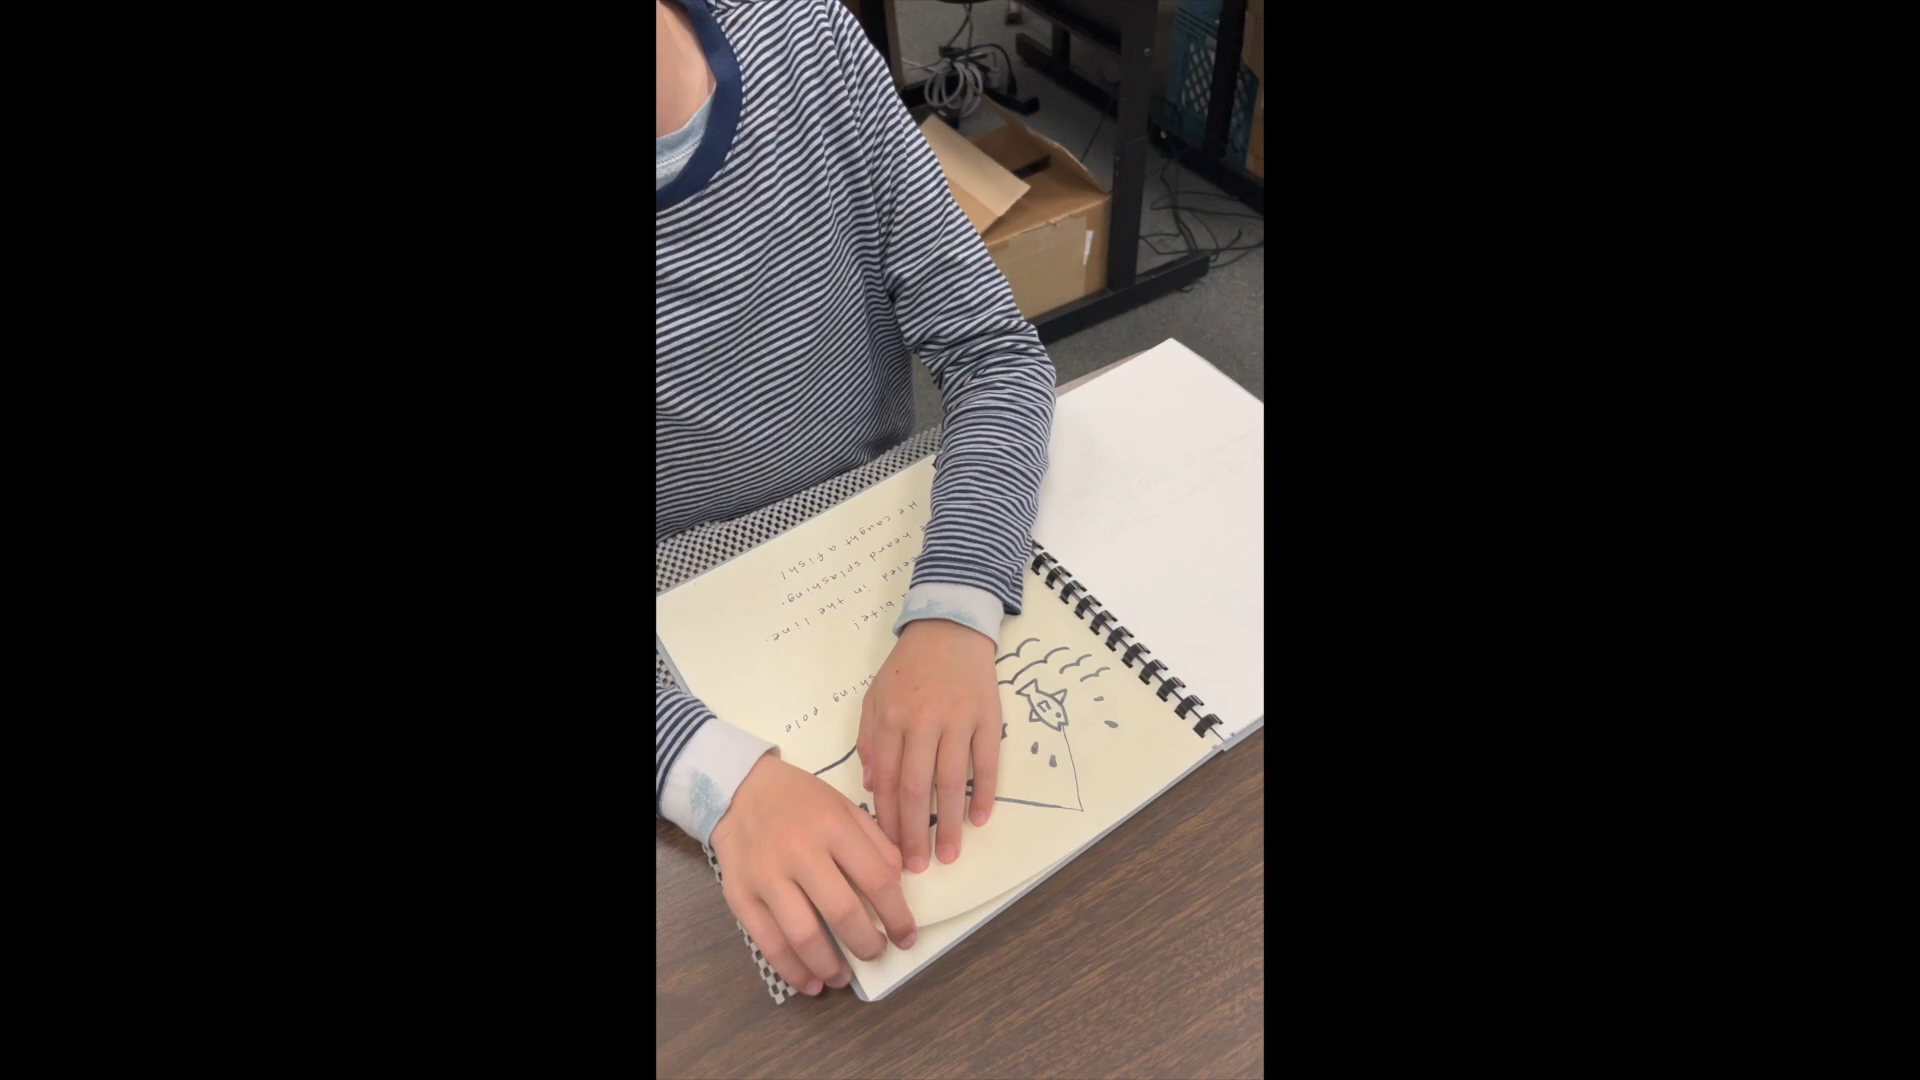 pole
bite!
in the line.
heard splashing.
He caught a fish!